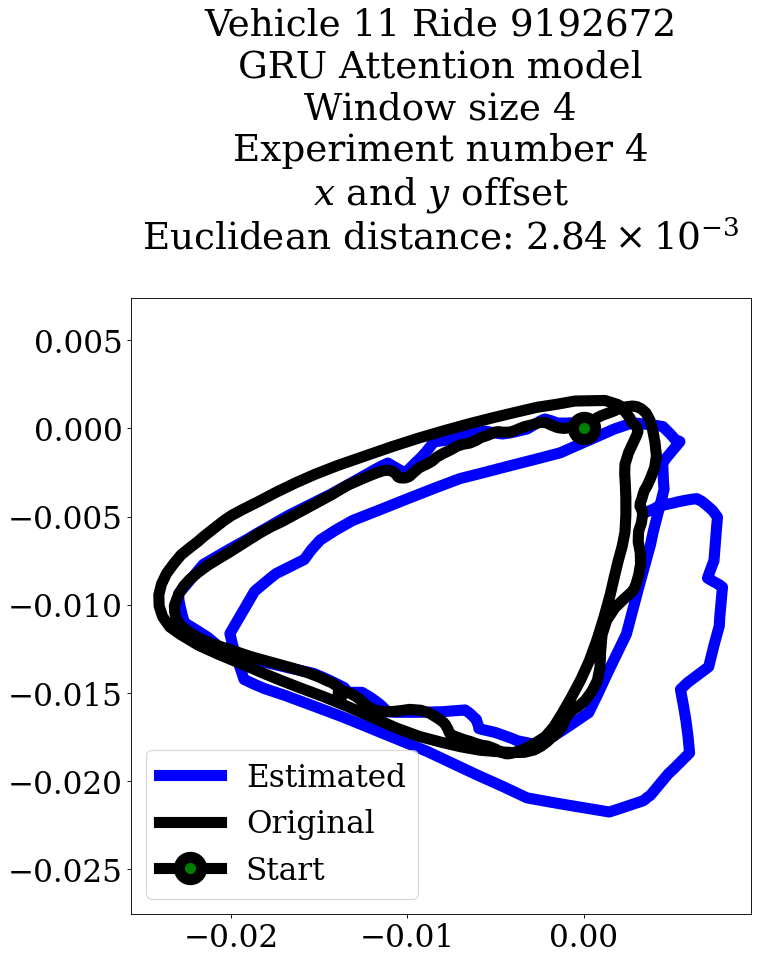 Vehicle 11 Ride 9192672
GRU Attention model
Window size 4
Experiment number 4
x and y offset
Euclidean distance: 2.84 × 10⁻³
0.005
0.000
−0.005
−0.010
−0.015
−0.020
−0.025
Estimated
Original
Start
−0.02
−0.01
0.00